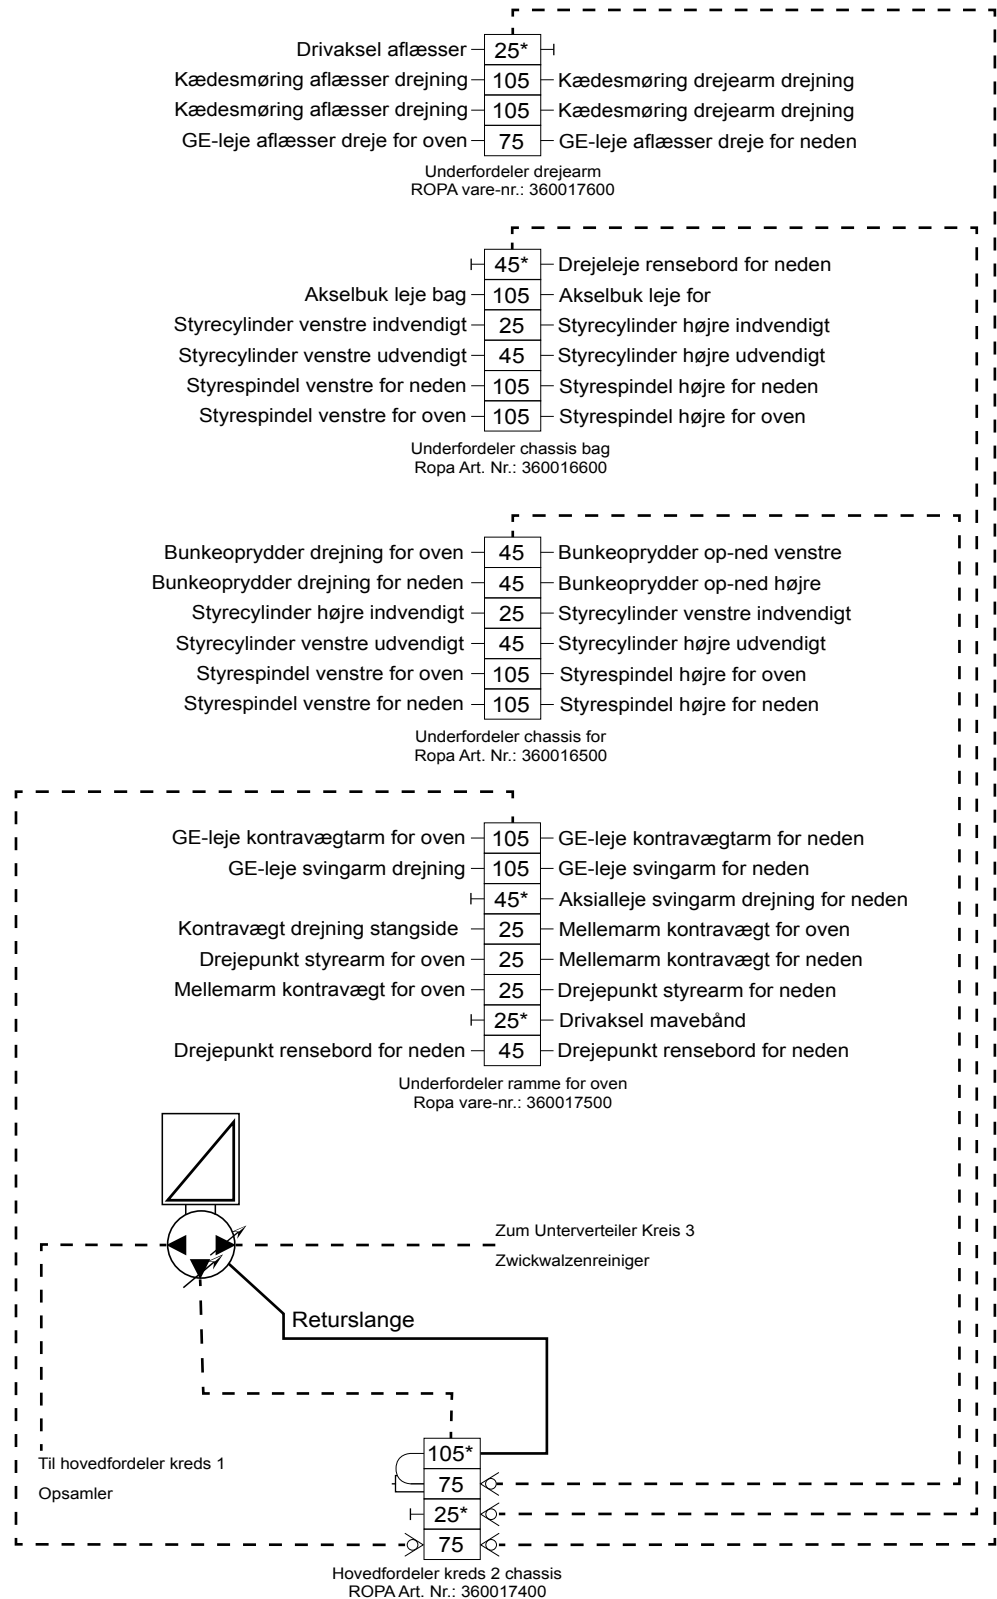 Drivaksel aflæsser 25*
Kædesmøring aflæsser drejning 105 Kædesmøring drejearm drejning
Kædesmøring aflæsser drejning 105 Kædesmøring drejearm drejning
GE-leje aflæsser dreje for oven 75 GE-leje aflæsser dreje for neden
Underfordeler drejearm
ROPA vare-nr.: 360017600
45* Drejeleje rensebord for neden
Akselbuk leje bag 105 Akselbuk leje for
Styrecylinder venstre indvendigt 25 Styrecylinder højre indvendigt
Styrecylinder venstre udvendigt 45 Styrecylinder højre udvendigt
Styrespindel venstre for neden 105 Styrespindel højre for neden
Styrespindel venstre for oven 105 Styrespindel højre for oven
Underfordeler chassis bag
Ropa Art. Nr.: 360016600
Bunkeoprydder drejning for oven 45 Bunkeoprydder op-ned venstre
Bunkeoprydder drejning for neden 45 Bunkeoprydder op-ned højre
Styrecylinder højre indvendigt 25 Styrecylinder venstre indvendigt
Styrecylinder venstre udvendigt 45 Styrecylinder højre udvendigt
Styrespindel venstre for oven 105 Styrespindel højre for oven
Styrespindel venstre for neden 105 Styrespindel højre for neden
Underfordeler chassis for
Ropa Art. Nr.: 360016500
GE-leje kontravægtarm for oven 105 GE-leje kontravægtarm for neden
GE-leje svingarm drejning 105 GE-leje svingarm for neden
45* Aksialleje svingarm drejning for neden
Kontravægt drejning stangside 25 Mellemarm kontravægt for oven
Drejepunkt styrearm for oven 25 Mellemarm kontravægt for neden
Mellemarm kontravægt for oven 25 Drejepunkt styrearm for neden
25* Drivaksel mavebånd
Drejepunkt rensebord for neden 45 Drejepunkt rensebord for neden
Underfordeler ramme for oven
Ropa vare-nr.: 360017500
Zum Unterverteiler Kreis 3
Zwickwalzenreiniger
Returslange
Til hovedfordeler kreds 1
Opsamler
105*
75
25*
75
Hovedfordeler kreds 2 chassis
ROPA Art. Nr.: 360017400